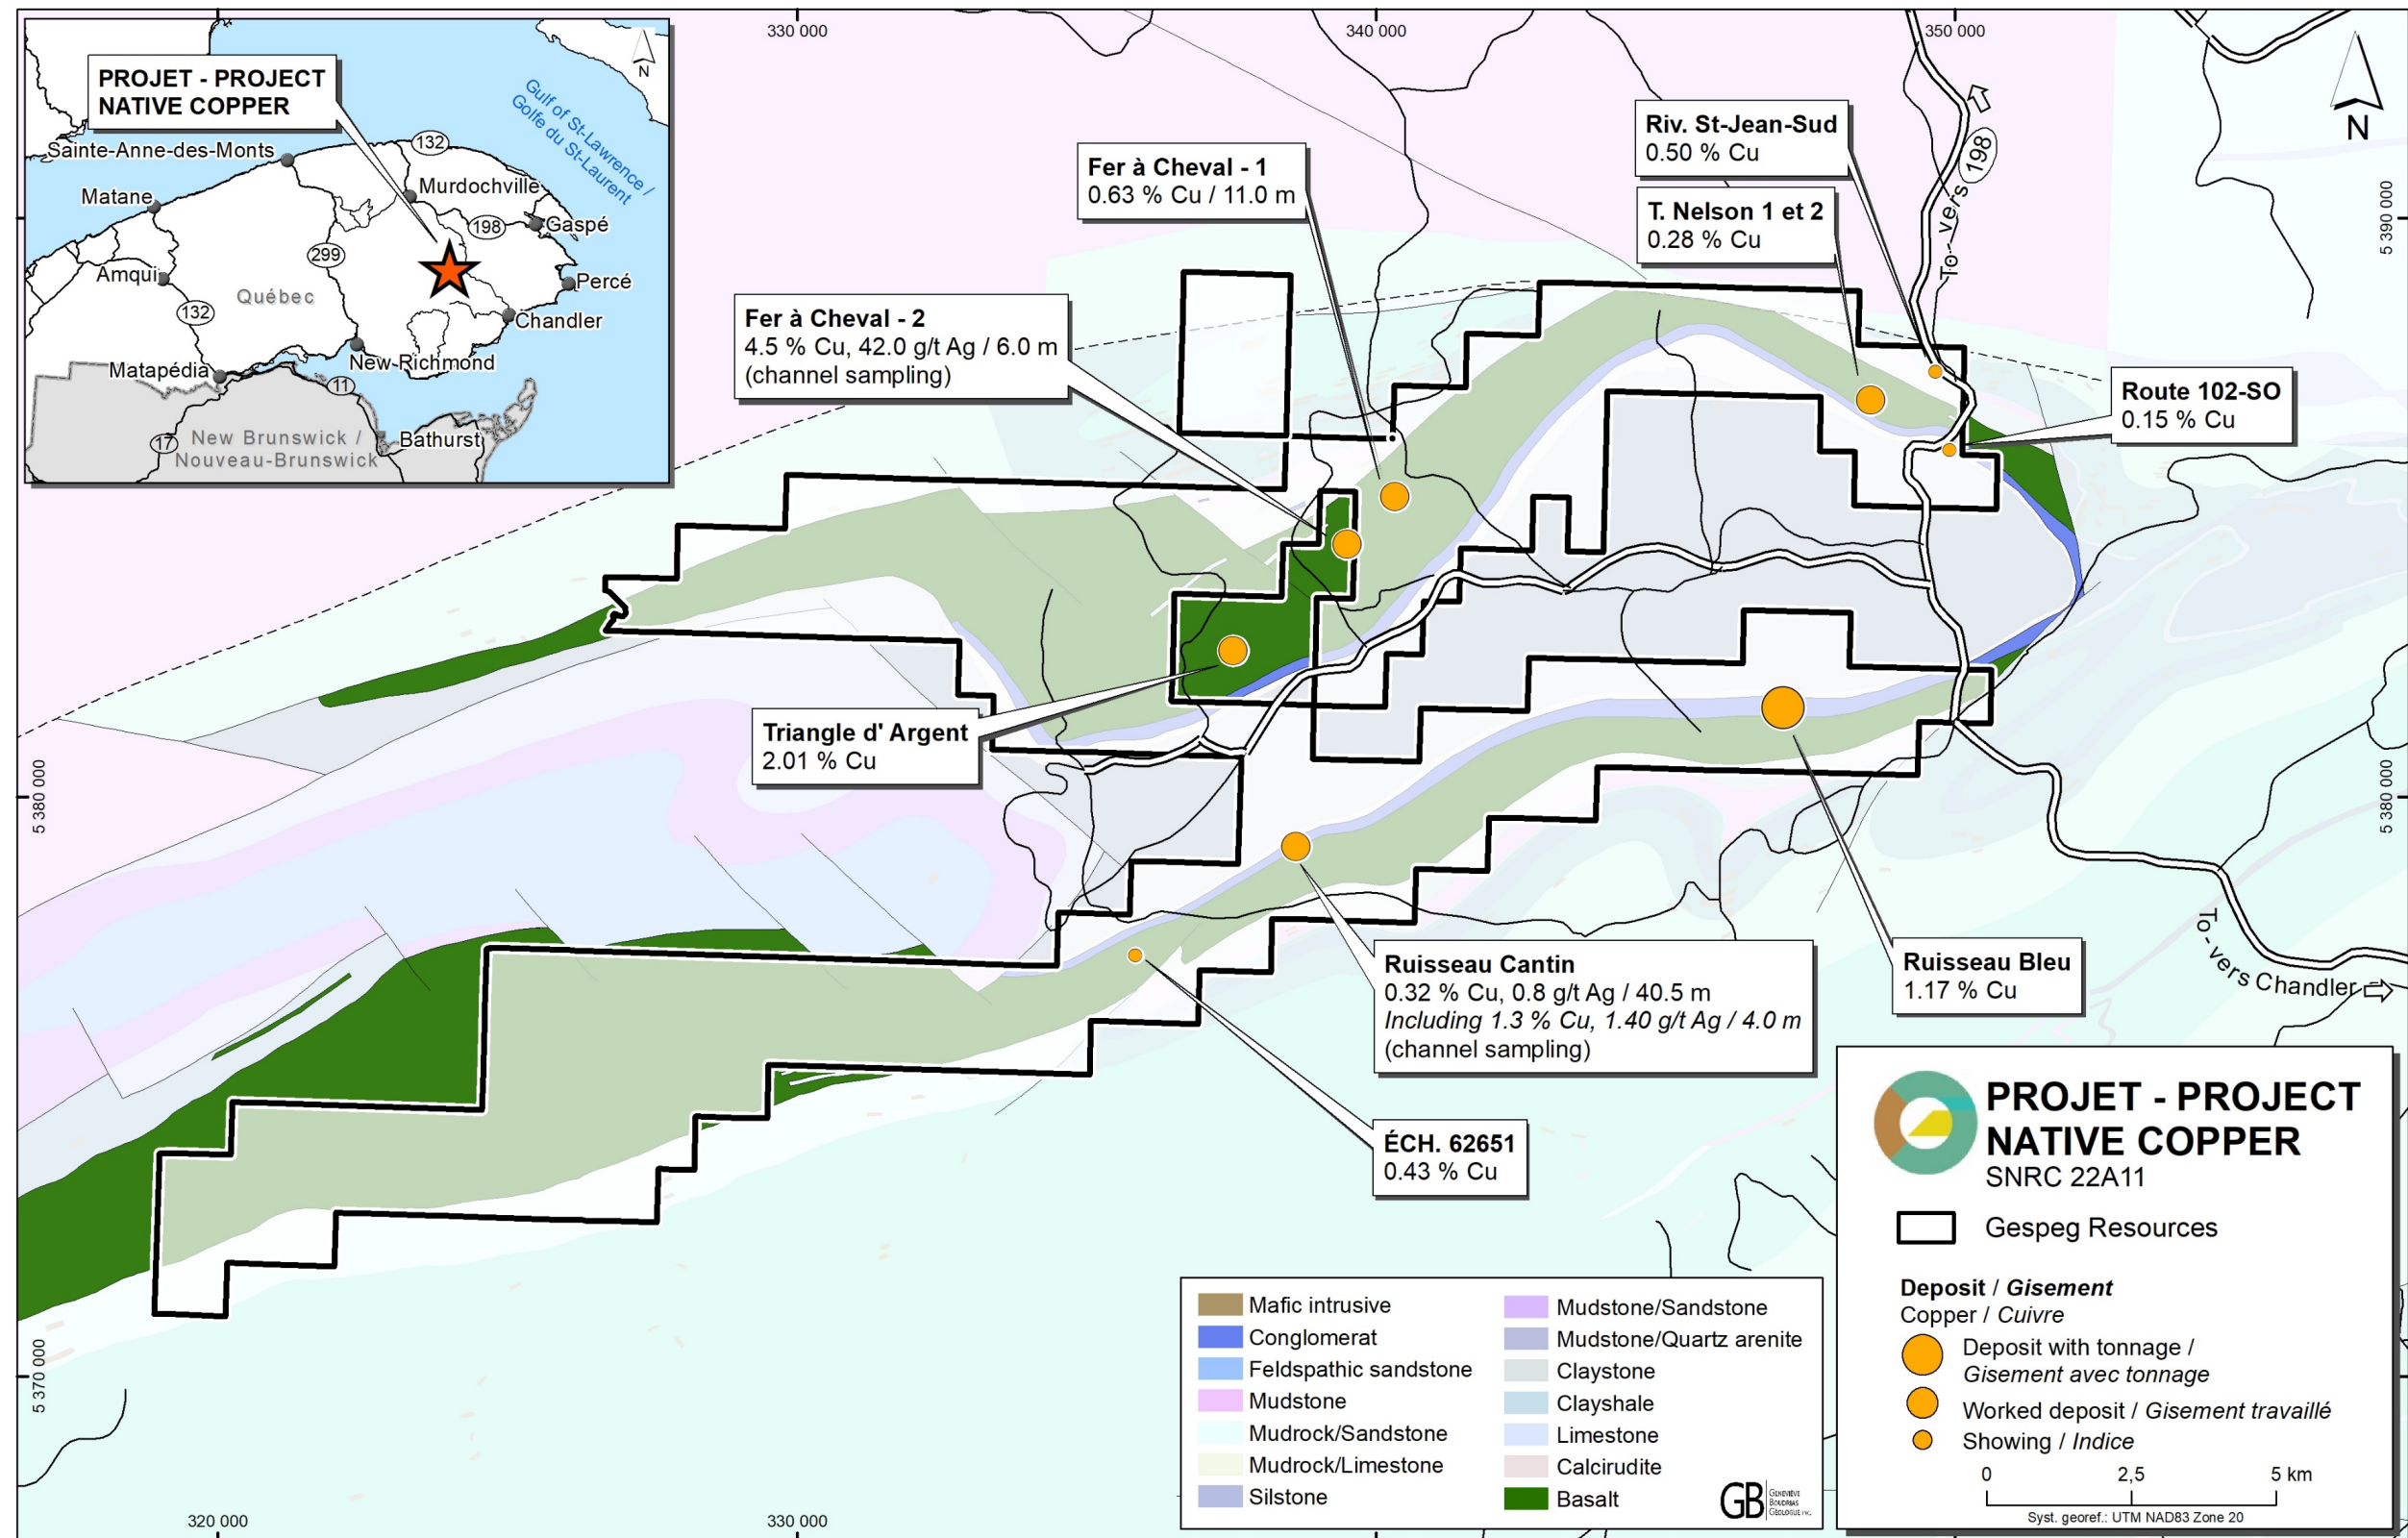 330 000
340 000
350 000
PROJET - PROJECT
NATIVE COPPER
N
Gulf of St-Lawrence /
Golfe du St-Laurent
132
Sainte-Anne-des-Monts
Murdochville
Matane
198
Gaspé
299
Amqui
Percé
Québec
132
Chandler
New-Richmond
Matapédia
11
17
New Brunswick /
Nouveau-Brunswick
Bathurst
Fer à Cheval - 1
0.63 % Cu / 11.0 m
Riv. St-Jean-Sud
0.50 % Cu
T. Nelson 1 et 2
0.28 % Cu
198
To - vers
N
5 390 000
Fer à Cheval - 2
4.5 % Cu, 42.0 g/t Ag / 6.0 m
(channel sampling)
Route 102-SO
0.15 % Cu
Triangle d' Argent
2.01 % Cu
5 380 000
5 380 000
Ruisseau Cantin
0.32 % Cu, 0.8 g/t Ag / 40.5 m
Including 1.3 % Cu, 1.40 g/t Ag / 4.0 m
(channel sampling)
Ruisseau Bleu
1.17 % Cu
To - vers Chandler
ÉCH. 62651
0.43 % Cu
5 370 000
320 000
330 000
Mafic intrusive
Conglomerat
Feldspathic sandstone
Mudstone
Mudrock/Sandstone
Mudrock/Limestone
Silstone
Mudstone/Sandstone
Mudstone/Quartz arenite
Claystone
Clayshale
Limestone
Calcirudite
Basalt
GB
GENEVIÈVE
BOUDRIAS
GÉOLOGUE INC.
PROJET - PROJECT
NATIVE COPPER
SNRC 22A11
Gespeg Resources
Deposit / Gisement
Copper / Cuivre
Deposit with tonnage /
Gisement avec tonnage
Worked deposit / Gisement travaillé
Showing / Indice
0 2,5 5 km
Syst. georef.: UTM NAD83 Zone 20